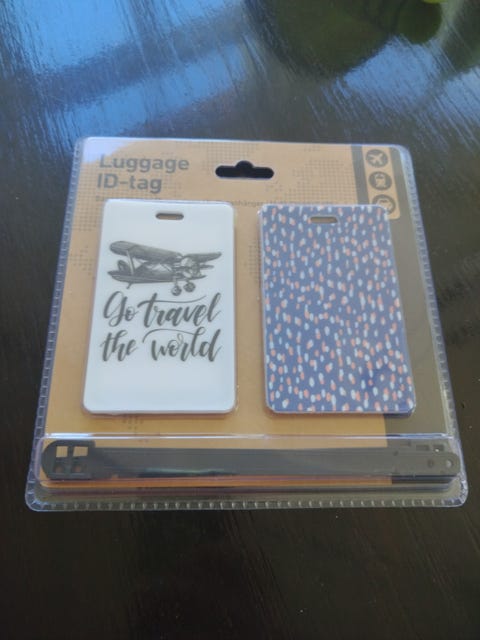 Luggage
ID-tag
Go travel
the world